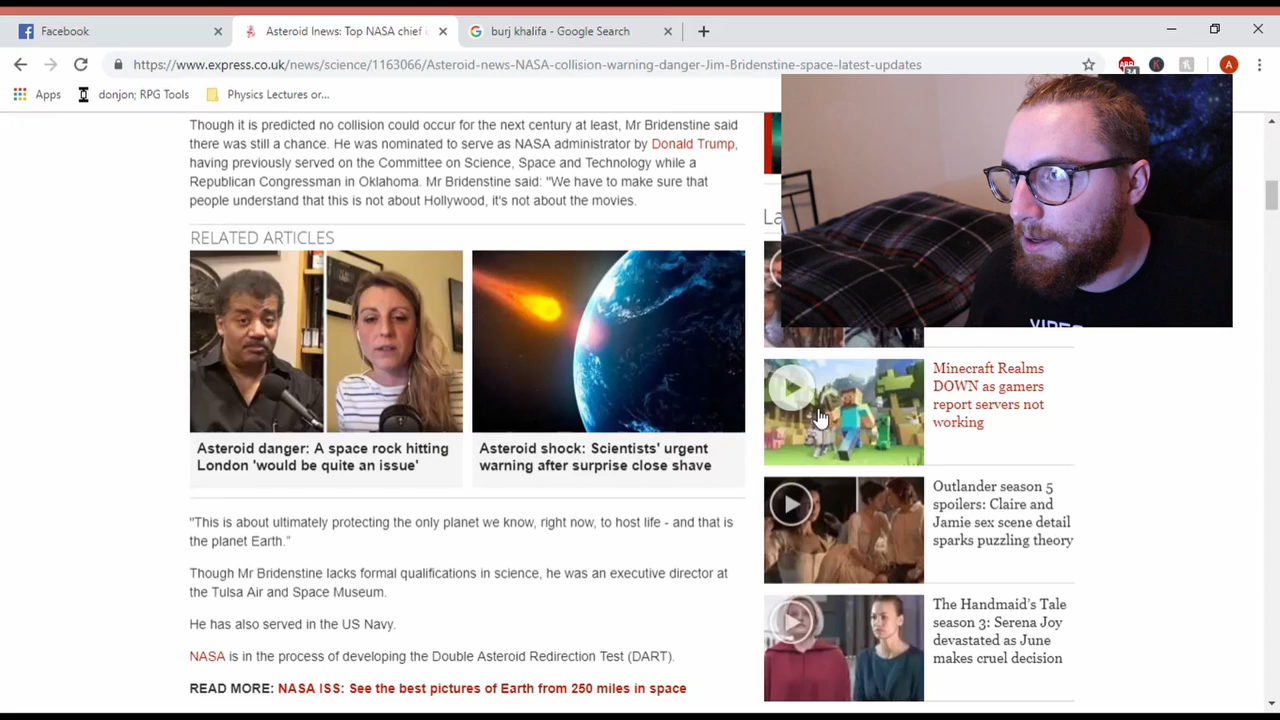 Facebook
Asteroid Inews: Top NASA chief
burj khalifa - Google Search
https://www.express.co.uk/news/science/1163066/Asteroid-news-NASA-collision-warning-danger-Jim-Bridenstine-space-latest-updates
ABP
34
K
A
Apps
donjon; RPG Tools
Physics Lectures or...
Though it is predicted no collision could occur for the next century at least, Mr Bridenstine said
there was still a chance. He was nominated to serve as NASA administrator by Donald Trump,
having previously served on the Committee on Science, Space and Technology while a
Republican Congressman in Oklahoma. Mr Bridenstine said: "We have to make sure that
people understand that this is not about Hollywood, it's not about the movies.
RELATED ARTICLES
Asteroid danger: A space rock hitting
London 'would be quite an issue'
Asteroid shock: Scientists' urgent
warning after surprise close shave
"This is about ultimately protecting the only planet we know, right now, to host life - and that is
the planet Earth."
Though Mr Bridenstine lacks formal qualifications in science, he was an executive director at
the Tulsa Air and Space Museum.
He has also served in the US Navy.
NASA is in the process of developing the Double Asteroid Redirection Test (DART).
READ MORE: NASA ISS: See the best pictures of Earth from 250 miles in space
La
Minecraft Realms
DOWN as gamers
report servers not
working
Outlander season 5
spoilers: Claire and
Jamie sex scene detail
sparks puzzling theory
The Handmaid's Tale
season 3: Serena Joy
devastated as June
makes cruel decision